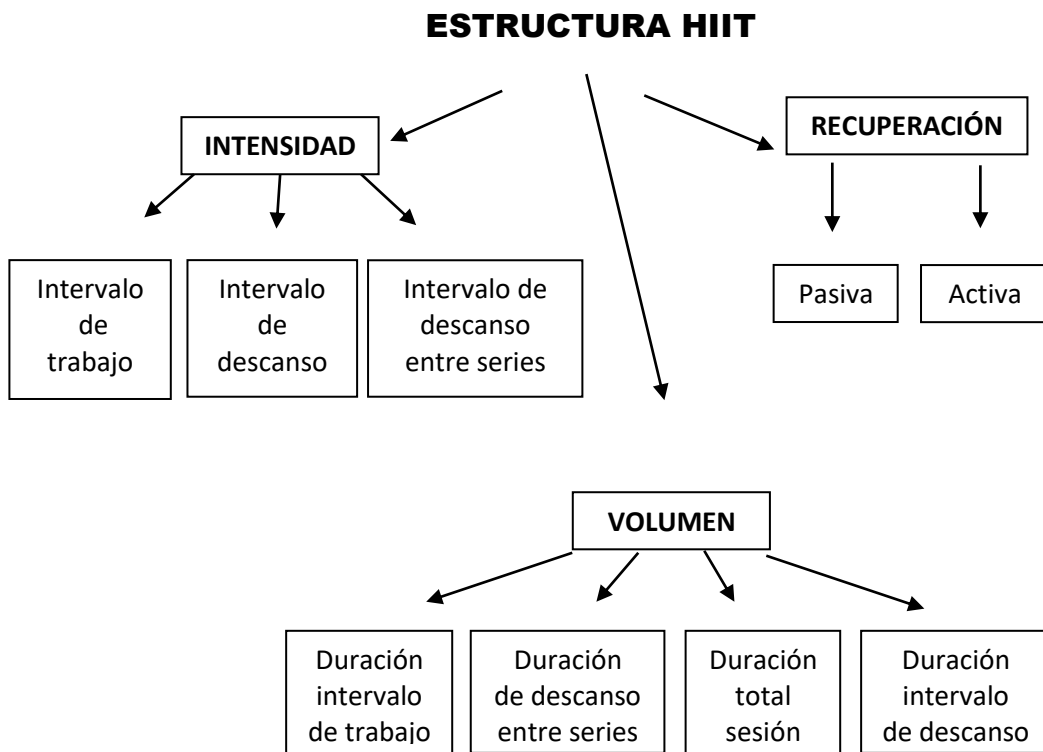 ESTRUCTURA HIIT
INTENSIDAD
RECUPERACIÓN
Intervalo
de
trabajo
Intervalo
de
descanso
Intervalo de
descanso
entre series
Pasiva
Activa
VOLUMEN
Duración
intervalo
de trabajo
Duración
de descanso
entre series
Duración
total
sesión
Duración
intervalo
de descanso